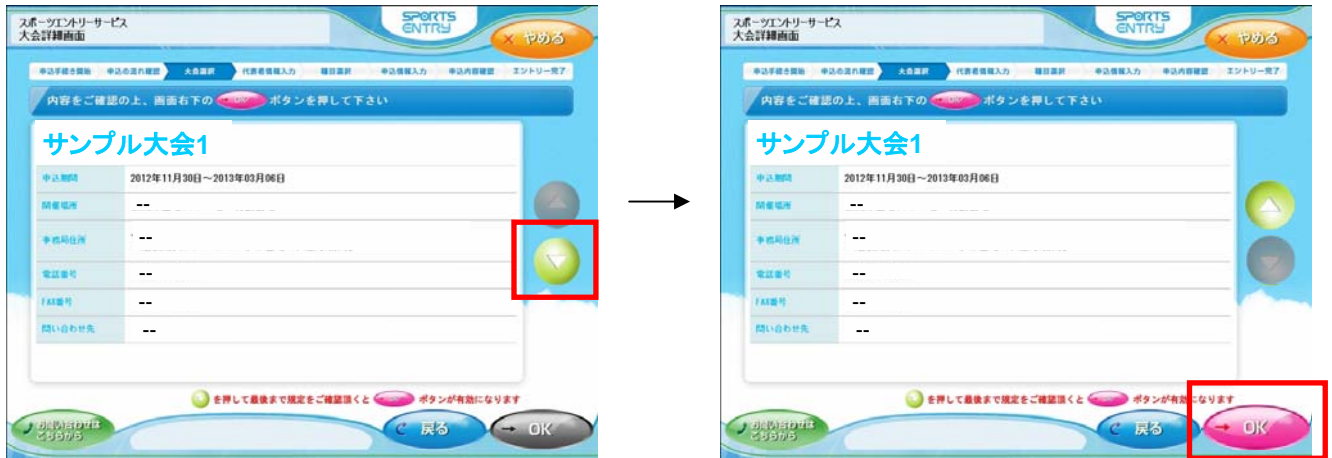 スポーツエントリーサービス
大会詳細画面
SPORTS
ENTRY
× やめる
申込手続き開始 申込の流れ確認 大会選択 代表者情報入力 種目選択 申込情報入力 申込内容確認 エントリー完了
内容をご確認の上、画面右下の → OK ボタンを押して下さい
サンプル大会1
申込期間 2012年11月30日～2013年03月06日
開催場所 --
事務局住所 --
電話番号 --
FAX番号 --
問い合わせ先 --
を押して最後まで規定をご確認頂くと ボタンが有効になります
お問い合わせは
こちらから
戻る
→ OK
スポーツエントリーサービス
大会詳細画面
SPORTS
ENTRY
× やめる
申込手続き開始 申込の流れ確認 大会選択 代表者情報入力 種目選択 申込情報入力 申込内容確認 エントリー完了
内容をご確認の上、画面右下の → OK ボタンを押して下さい
サンプル大会1
申込期間 2012年11月30日～2013年03月06日
開催場所 --
事務局住所 --
電話番号 --
FAX番号 --
問い合わせ先 --
を押して最後まで規定をご確認頂くと ボタンが有効になります
お問い合わせは
こちらから
戻る
→ OK